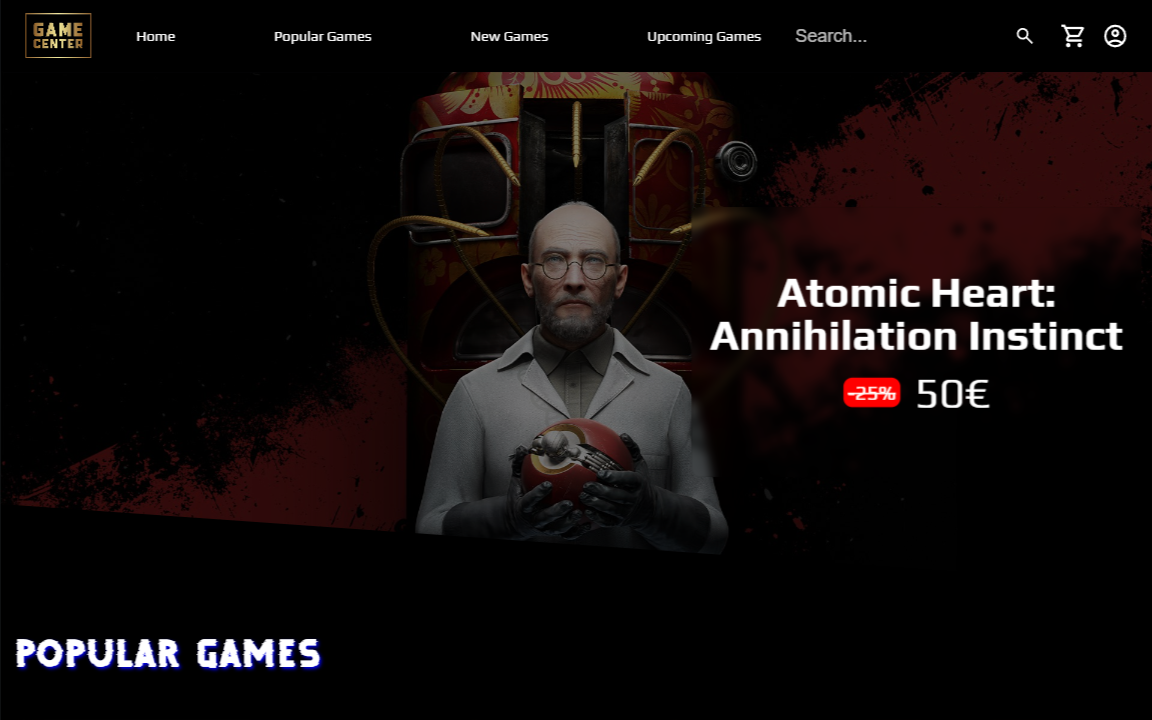 GAME
CENTER
Home
Popular Games
New Games
Upcoming Games
Search...
Atomic Heart:
Annihilation Instinct
-25%
50€
POPULAR GAMES